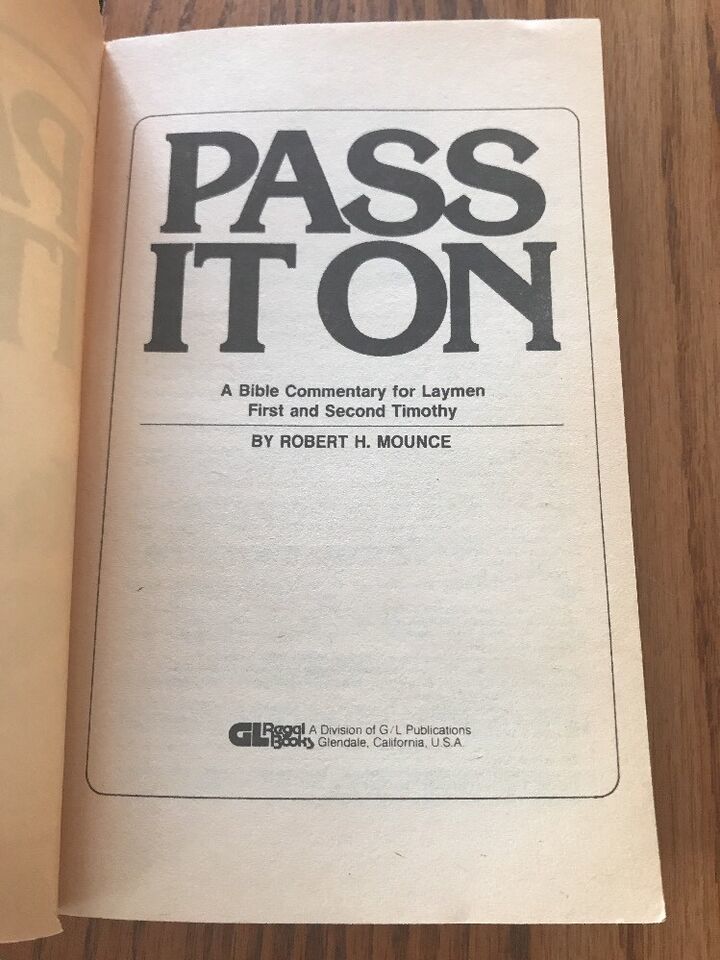 PASS
IT ON
A Bible Commentary for Laymen
First and Second Timothy
BY ROBERT H. MOUNCE
GL Regal Books A Division of G/L Publications
Glendale, California, U.S.A.